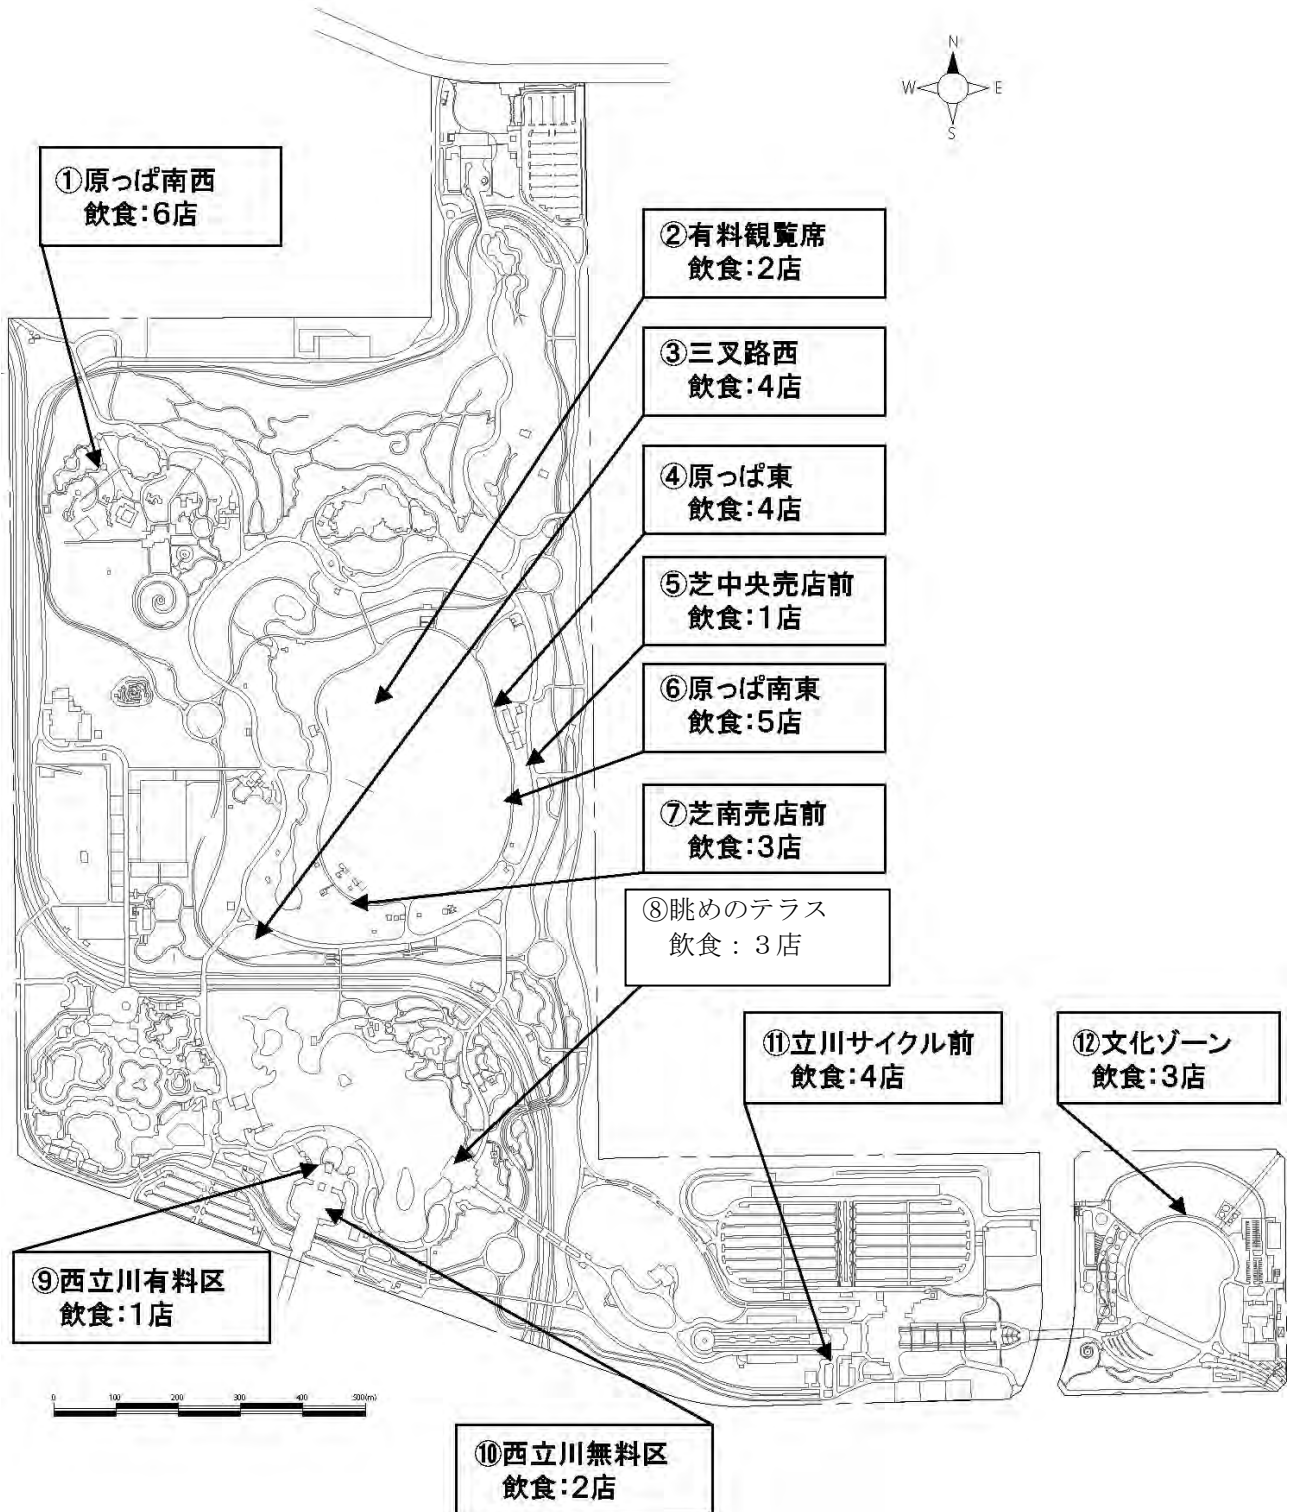 N
W E
S
①原っぱ南西
飲食：6店
②有料観覧席
飲食：2店
③三叉路西
飲食：4店
④原っぱ東
飲食：4店
⑤芝中央売店前
飲食：1店
⑥原っぱ南東
飲食：5店
⑦芝南売店前
飲食：3店
⑧眺めのテラス
飲食：３店
⑪立川サイクル前
飲食：4店
⑫文化ゾーン
飲食：3店
⑨西立川有料区
飲食：1店
0 100 200 300 400 500(m)
⑩西立川無料区
飲食：2店